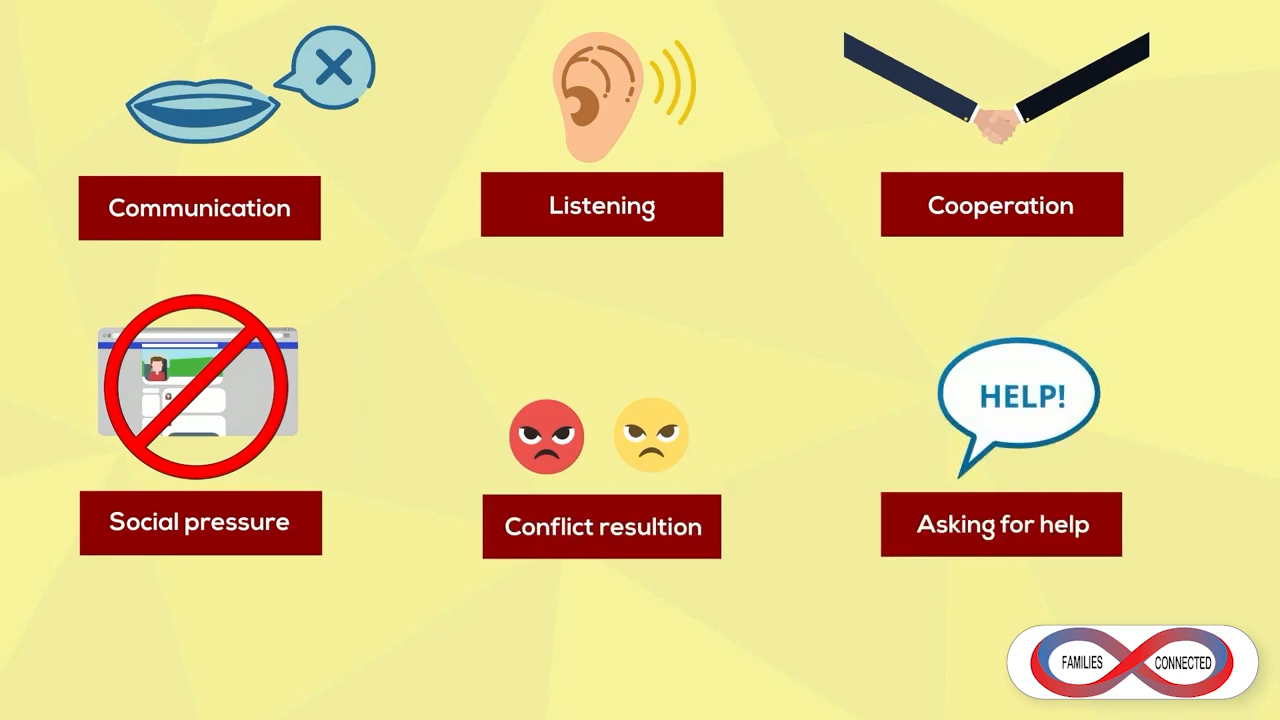 Communication
Listening
Cooperation
Social pressure
Conflict resultion
HELP!
Asking for help
FAMILIES CONNECTED